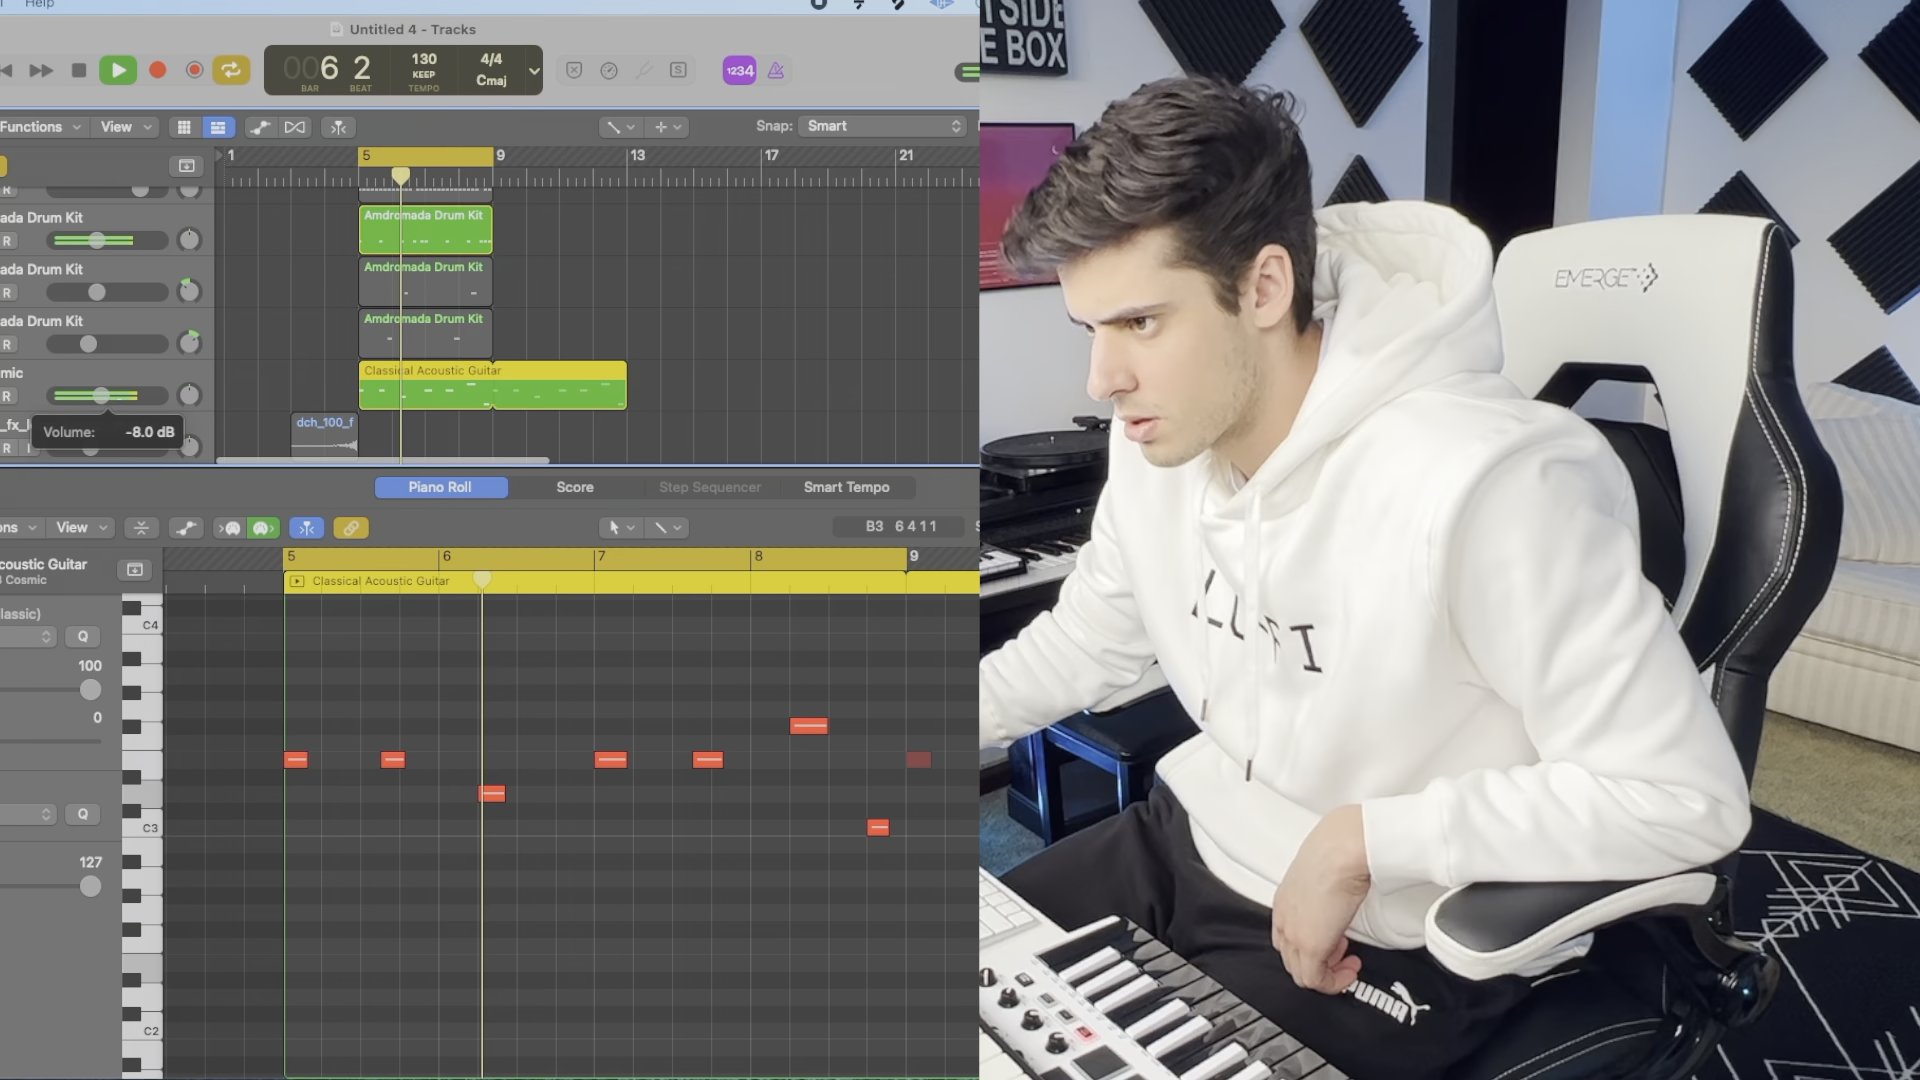 Help
Untitled 4 - Tracks
006 2
BAR BEAT
130
KEEP
TEMPO
4/4
Cmaj
1234
Functions View
Snap: Smart
1 5 9 13 17 21
R
ada Drum Kit
R
Amdromada Drum Kit
ada Drum Kit
R
Amdromada Drum Kit
ada Drum Kit
R
Amdromada Drum Kit
mic
R
Classical Acoustic Guitar
_fx_l
Volume: -8.0 dB
R I
dch_100_f
Piano Roll Score Step Sequencer Smart Tempo
ons View
B3 6 4 1 1
5 6 7 8 9
coustic Guitar
Cosmic
Classical Acoustic Guitar
lassic)
C4
Q
100
0
Q
C3
127
C2
TSIDE
E BOX
EMERGE
PUMA